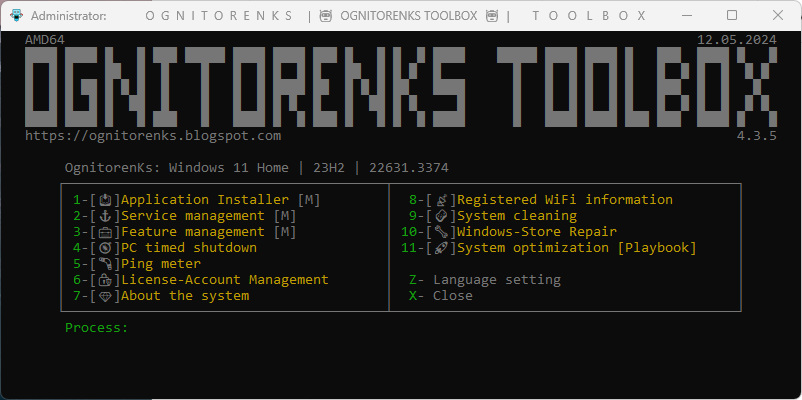 Administrator: O G N I T O R E N K S | OGNITORENKS TOOLBOX | T O O L B O X
AMD64 12.05.2024
OGNITORENKS TOOLBOX
https://ognitorenks.blogspot.com 4.3.5
OgnitorenKs: Windows 11 Home | 23H2 | 22631.3374
1-[ ]Application Installer [M]
2-[ ]Service management [M]
3-[ ]Feature management [M]
4-[ ]PC timed shutdown
5-[ ]Ping meter
6-[ ]License-Account Management
7-[ ]About the system
8-[ ]Registered WiFi information
9-[ ]System cleaning
10-[ ]Windows-Store Repair
11-[ ]System optimization [Playbook]
Z- Language setting
X- Close
Process: